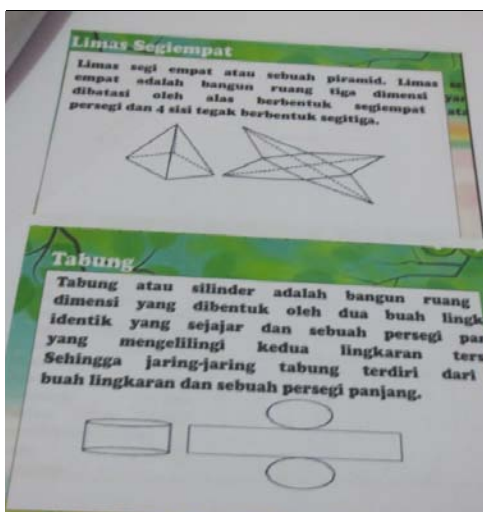 Limas Segiempat
Limas segi empat atau sebuah piramid. Limas
empat adalah bangun ruang tiga dimensi
dibatasi oleh alas berbentuk segiempat
persegi dan 4 sisi tegak berbentuk segitiga.
Tabung
Tabung atau silinder adalah bangun ruang
dimensi yang dibentuk oleh dua buah lingk
identik yang sejajar dan sebuah persegi pa
yang mengelilingi kedua lingkaran ters
Sehingga jaring-jaring tabung terdiri dari
buah lingkaran dan sebuah persegi panjang.